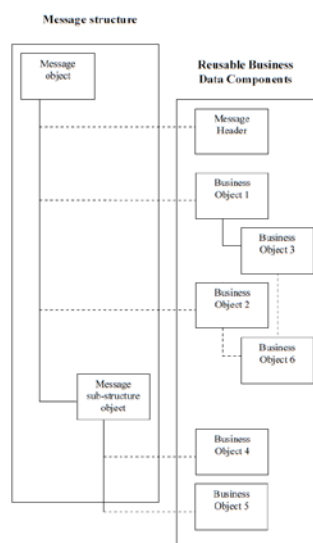 Message structure
Message
object
Reusable Business
Data Components
Message
Header
Business
Object 1
Business
Object 3
Business
Object 2
Business
Object 6
Message
sub-structure
object
Business
Object 4
Business
Object 5